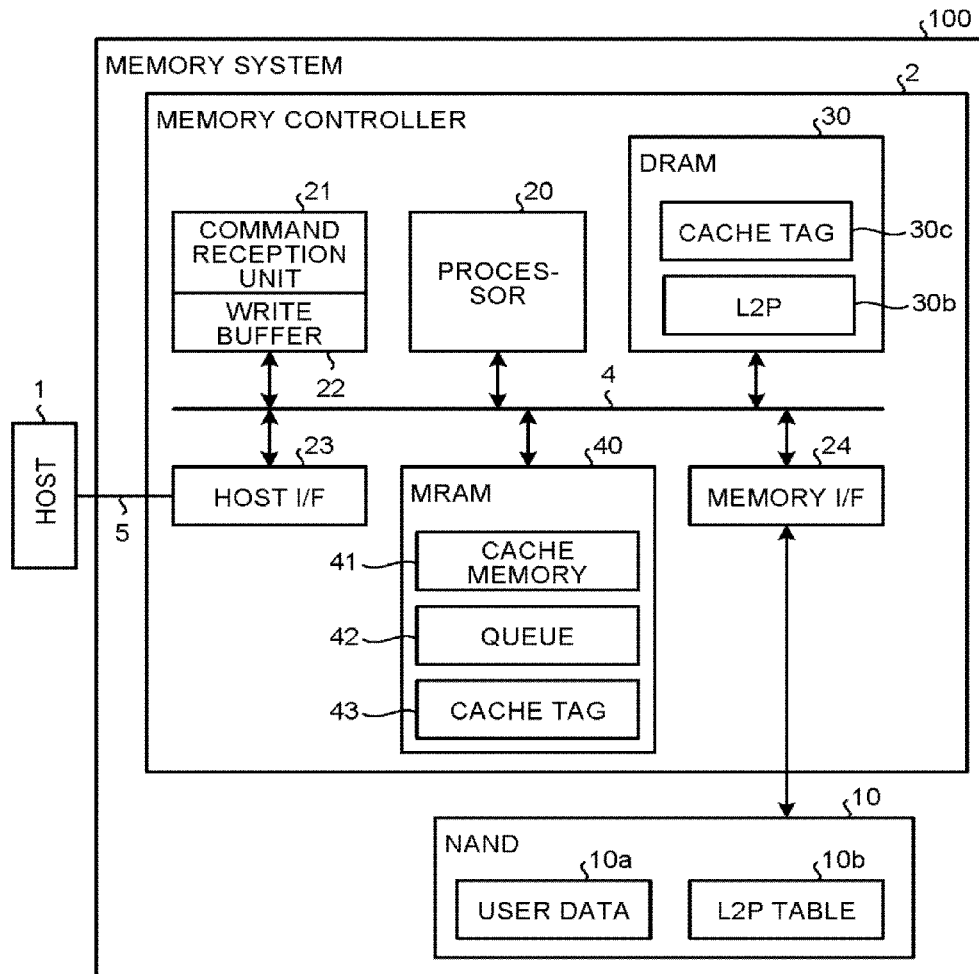 100
MEMORY SYSTEM
2
MEMORY CONTROLLER
30
DRAM
21
20
COMMAND
RECEPTION
UNIT
PROCES-
SOR
CACHE TAG
30c
WRITE
BUFFER
L2P
30b
22
4
1
HOST
23
40
24
HOST I/F
MRAM
MEMORY I/F
5
41
CACHE
MEMORY
42
QUEUE
43
CACHE TAG
10
NAND
10a
10b
USER DATA
L2P TABLE